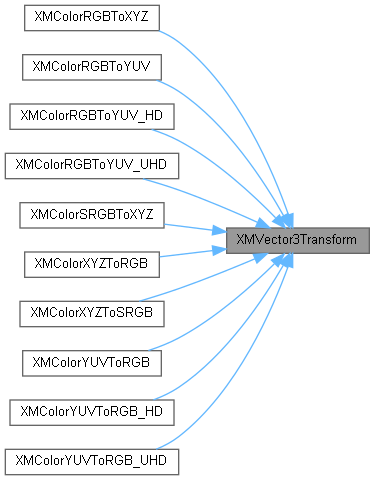 XMColorRGBToXYZ
XMColorRGBToYUV
XMColorRGBToYUV_HD
XMColorRGBToYUV_UHD
XMColorSRGBToXYZ
XMVector3Transform
XMColorXYZToRGB
XMColorXYZToSRGB
XMColorYUVToRGB
XMColorYUVToRGB_HD
XMColorYUVToRGB_UHD